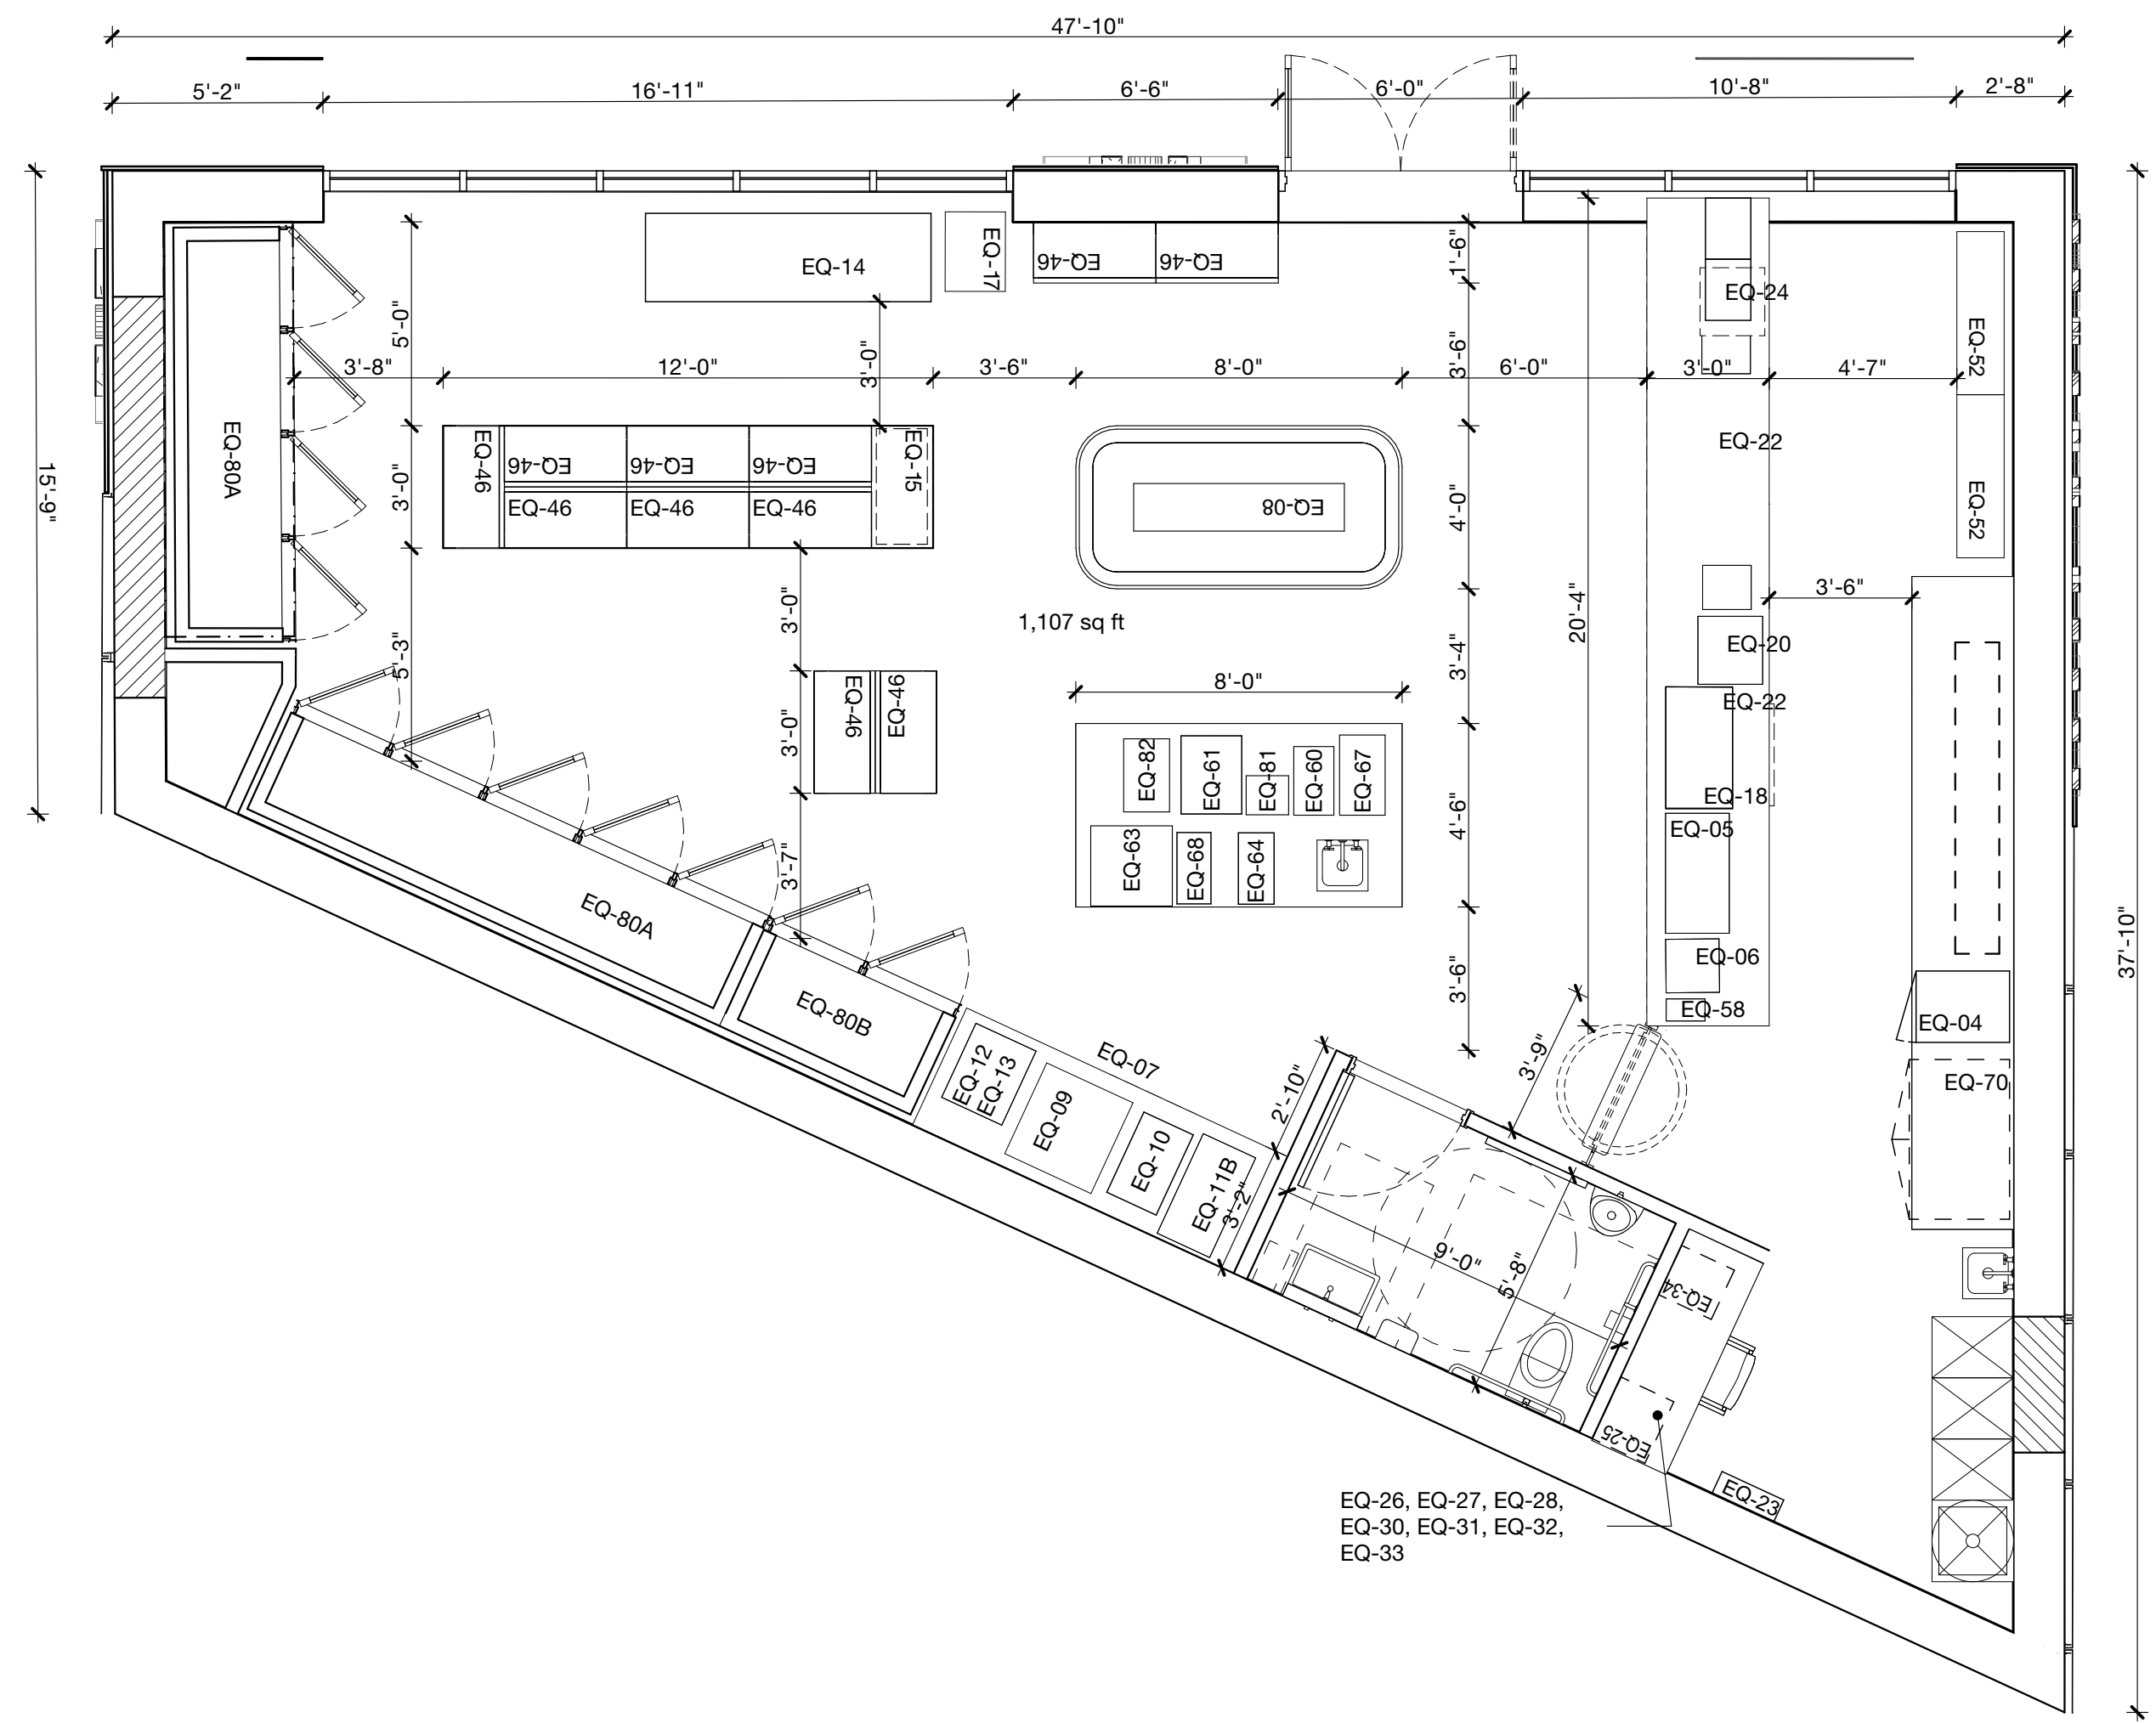 47'-10"
5'-2"
16'-11"
6'-6"
6'-0"
10'-8"
2'-8"
15'-9"
37'-10"
EQ-14
EQ-17
EQ-46
EQ-46
1'-6"
EQ-24
EQ-52
5'-0"
3'-0"
3'-6"
3'-8"
12'-0"
3'-6"
8'-0"
6'-0"
3'-0"
4'-7"
EQ-80A
EQ-22
EQ-46
EQ-46
EQ-46
EQ-46
EQ-15
EQ-46
EQ-46
EQ-46
3'-0"
EQ-08
4'-0"
EQ-52
3'-6"
1,107 sq ft
20'-4"
3'-0"
5'-3"
3'-4"
EQ-20
8'-0"
EQ-22
EQ-46
EQ-46
3'-0"
EQ-82
EQ-61
EQ-81
EQ-60
EQ-67
4'-6"
EQ-18
EQ-05
3'-7"
EQ-63
EQ-68
EQ-64
EQ-80A
EQ-06
3'-6"
EQ-58
EQ-80B
EQ-04
EQ-07
3'-9"
EQ-70
EQ-12
EQ-13
2'-10"
EQ-09
EQ-10
EQ-11B
3'-2"
9'-0"
5'-8"
EQ-34
EQ-25
EQ-23
EQ-26, EQ-27, EQ-28,
EQ-30, EQ-31, EQ-32,
EQ-33